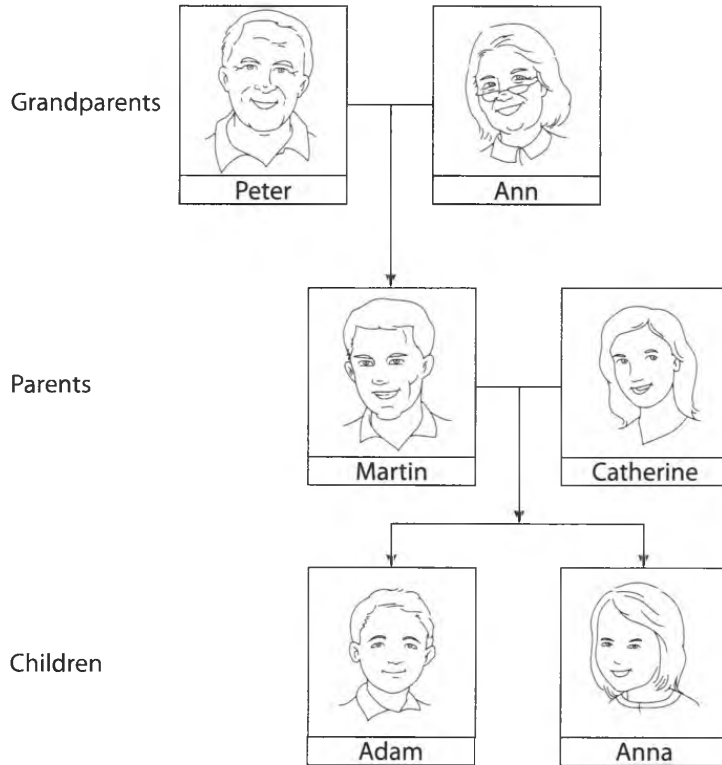 Grandparents
Peter
Ann
Parents
Martin
Catherine
Children
Adam
Anna